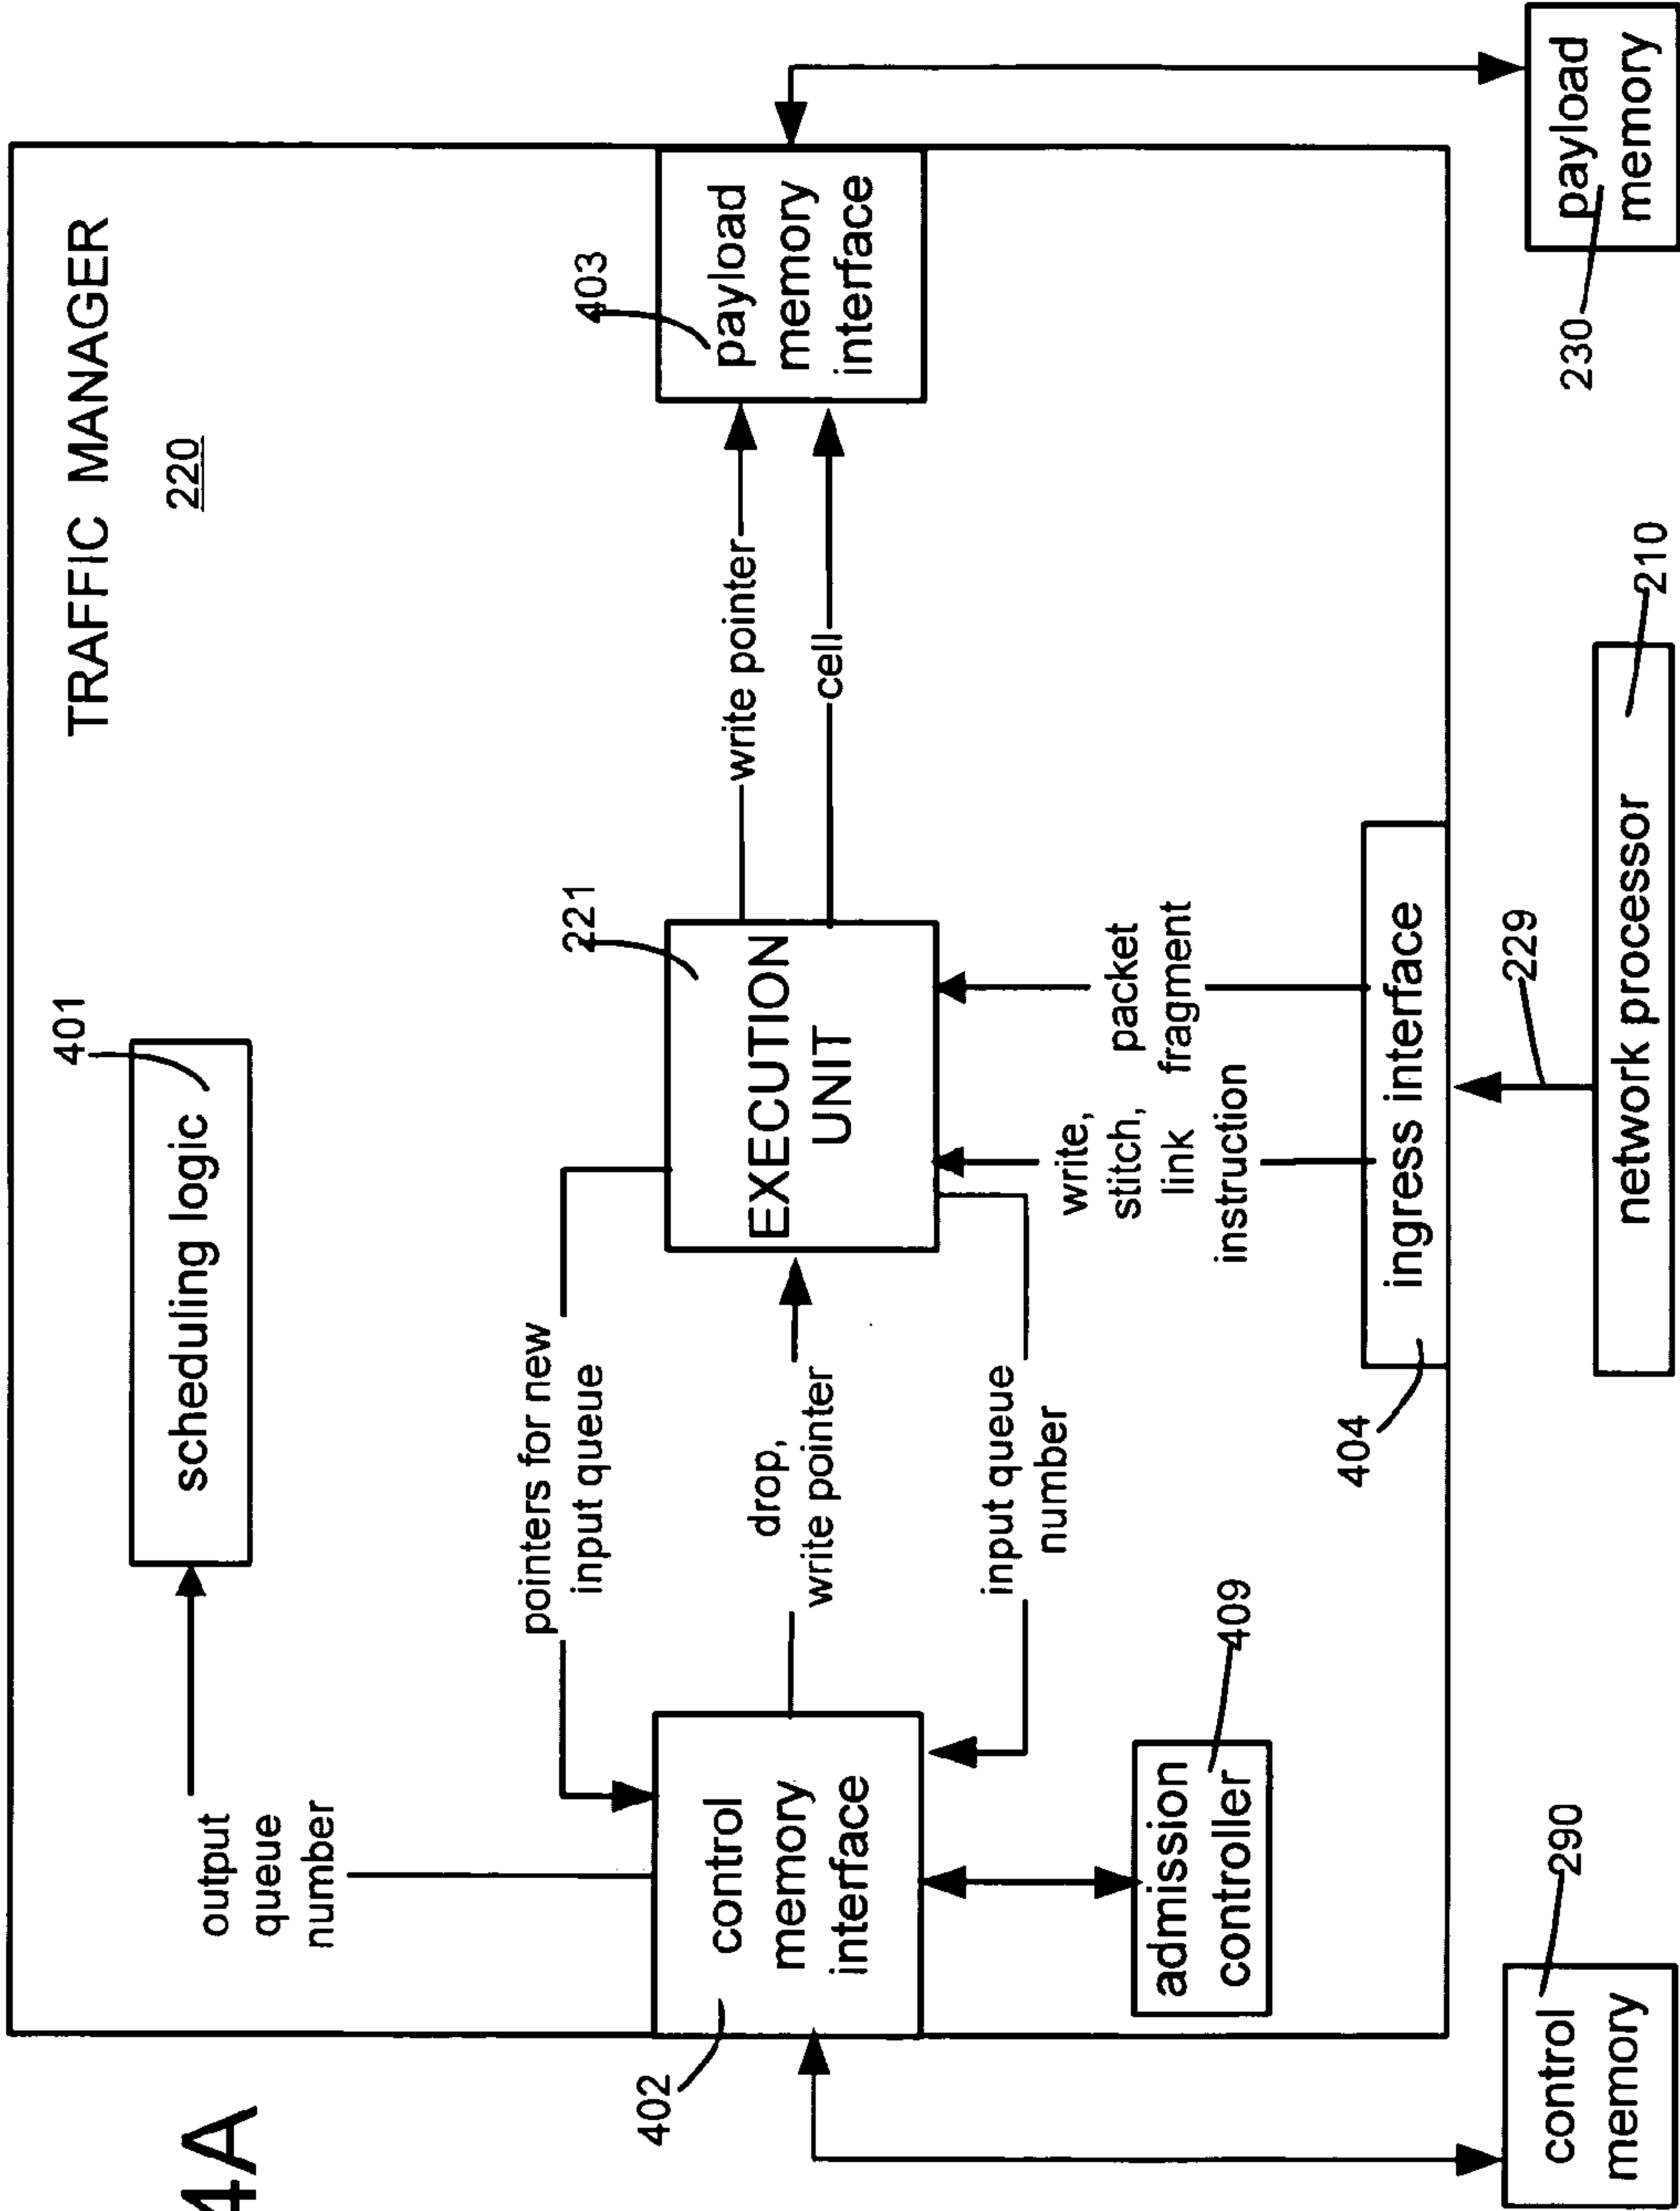 4A
TRAFFIC MANAGER
220
401
scheduling logic
output
queue
number
pointers for new
input queue
221
403
402
control
memory
interface
drop,
write pointer
EXECUTION
UNIT
write pointer
cell
payload
memory
interface
input queue
number
409
admission
controller
write,
stitch,
link
instruction
packet
fragment
404
ingress interface
229
290
control
memory
210
network processor
230
payload
memory